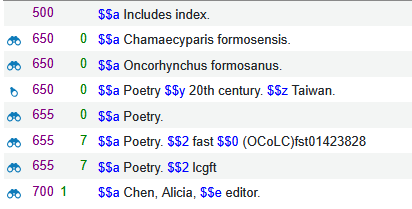 500 $$a Includes index.
650 0 $$a Chamaecyparis formosensis.
650 0 $$a Oncorhynchus formosanus.
650 0 $$a Poetry $$y 20th century. $$z Taiwan.
655 0 $$a Poetry.
655 7 $$a Poetry. $$2 fast $$0 (OCoLC)fst01423828
655 7 $$a Poetry. $$2 lcgft
700 1 $$a Chen, Alicia, $$e editor.